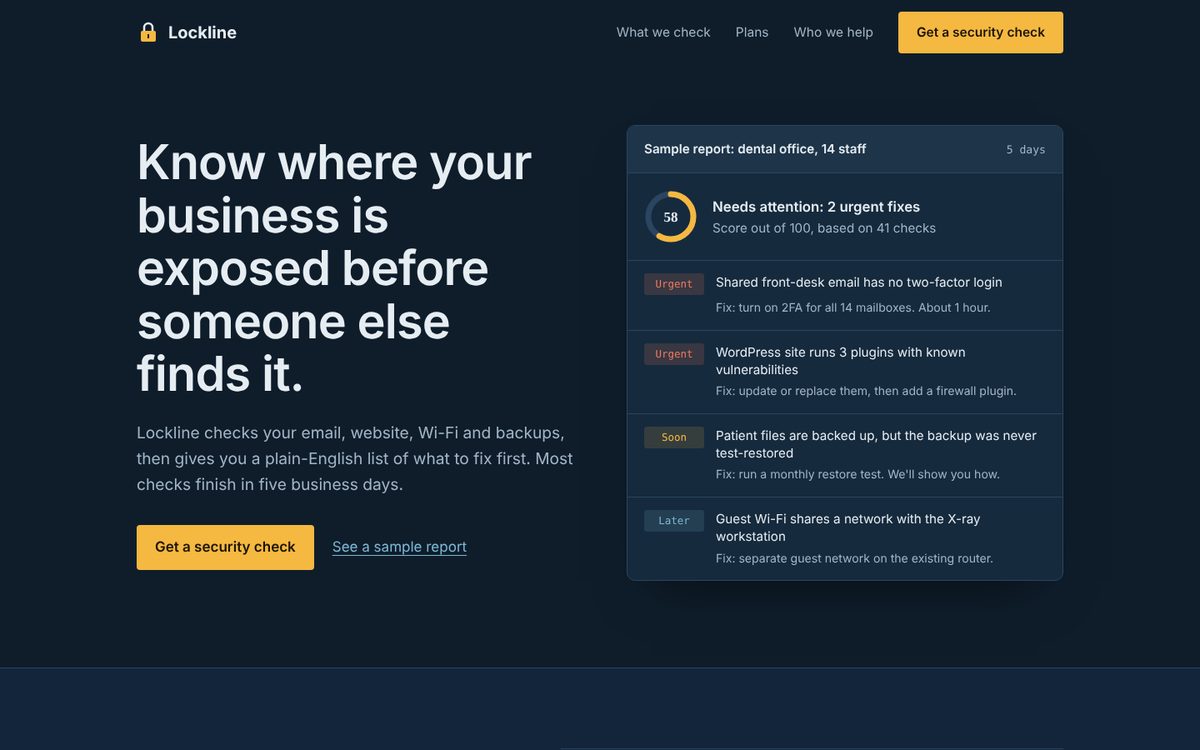 Lockline
What we check
Plans
Who we help
Get a security check
Know where your
business is
exposed before
someone else
finds it.
Lockline checks your email, website, Wi-Fi and backups,
then gives you a plain-English list of what to fix first. Most
checks finish in five business days.
Get a security check
See a sample report
Sample report: dental office, 14 staff
5 days
58
Needs attention: 2 urgent fixes
Score out of 100, based on 41 checks
Urgent
Shared front-desk email has no two-factor login
Fix: turn on 2FA for all 14 mailboxes. About 1 hour.
Urgent
WordPress site runs 3 plugins with known
vulnerabilities
Fix: update or replace them, then add a firewall plugin.
Soon
Patient files are backed up, but the backup was never
test-restored
Fix: run a monthly restore test. We'll show you how.
Later
Guest Wi-Fi shares a network with the X-ray
workstation
Fix: separate guest network on the existing router.